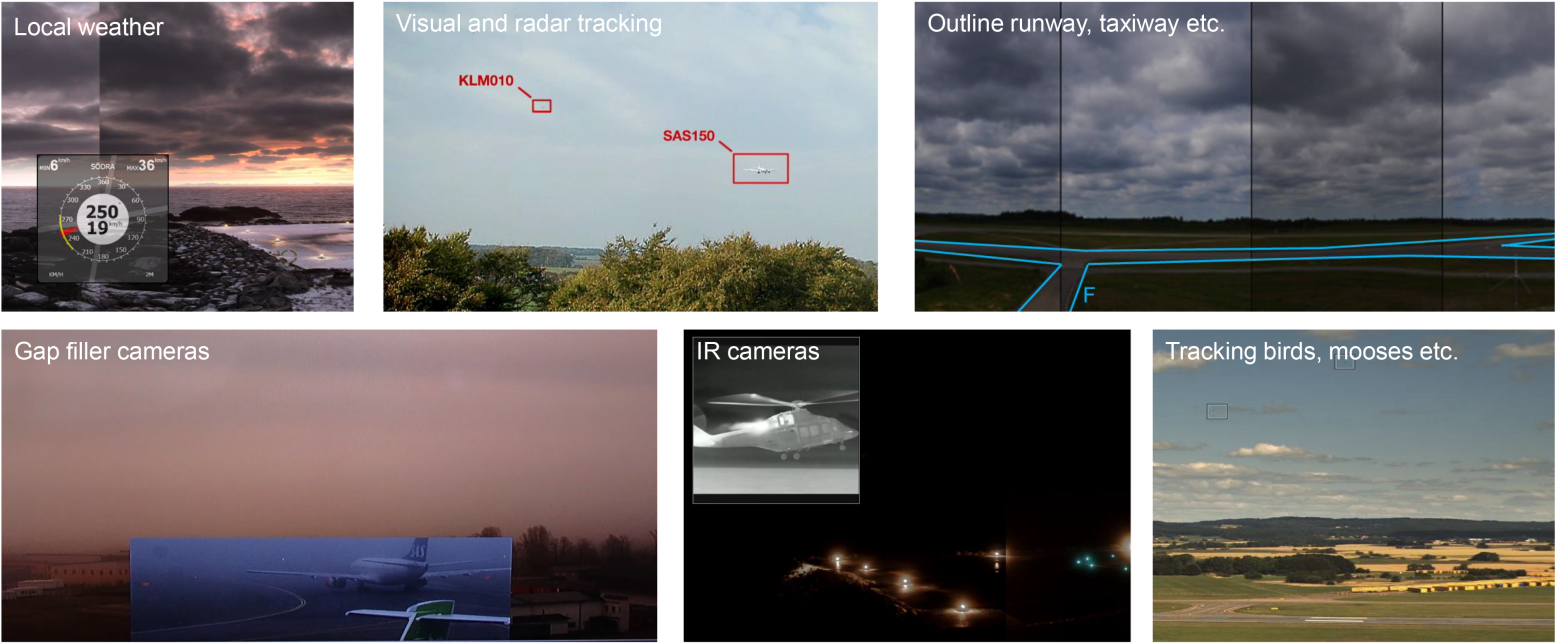 Local weather
MIN 6 km/h SÖDRA MAX 36 km/h
360
330 30
300 60
270 250 90
19 km/h
240 120
210 150
180
KM/H 2M
Visual and radar tracking
KLM010
SAS150
Outline runway, taxiway etc.
F
Gap filler cameras
SAS
IR cameras
Tracking birds, mooses etc.